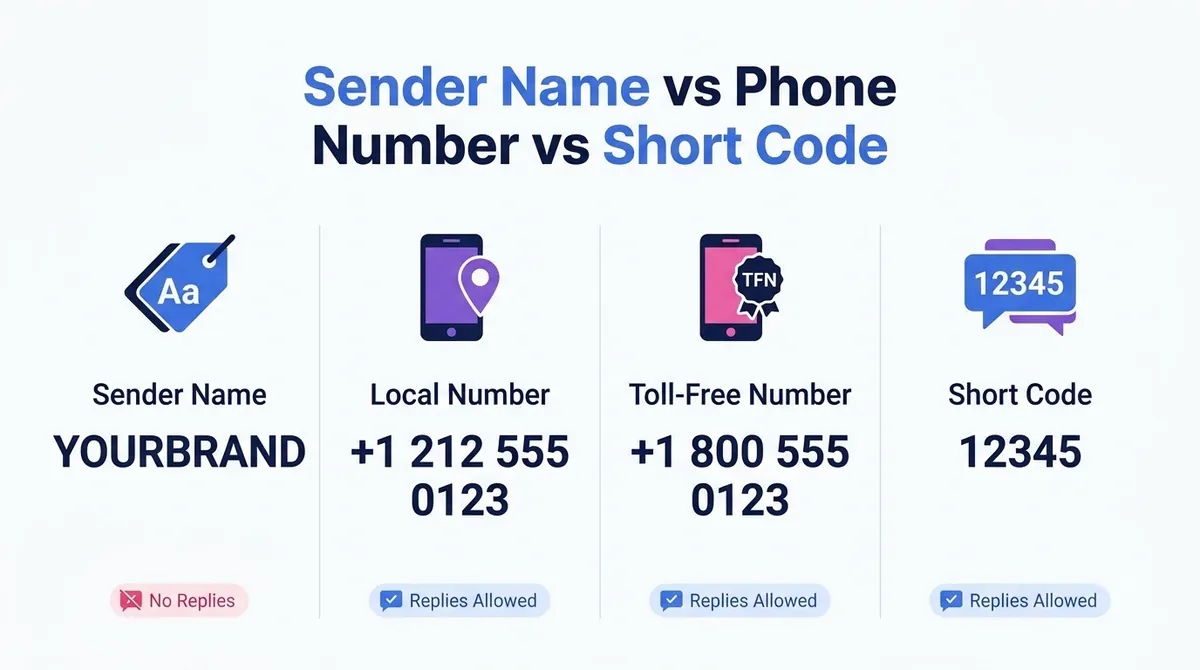 Sender Name vs Phone
Number vs Short Code
Aa
TFN
12345
Sender Name
Local Number
Toll-Free Number
Short Code
YOURBRAND
+1 212 555
0123
+1 800 555
0123
12345
No Replies
Replies Allowed
Replies Allowed
Replies Allowed